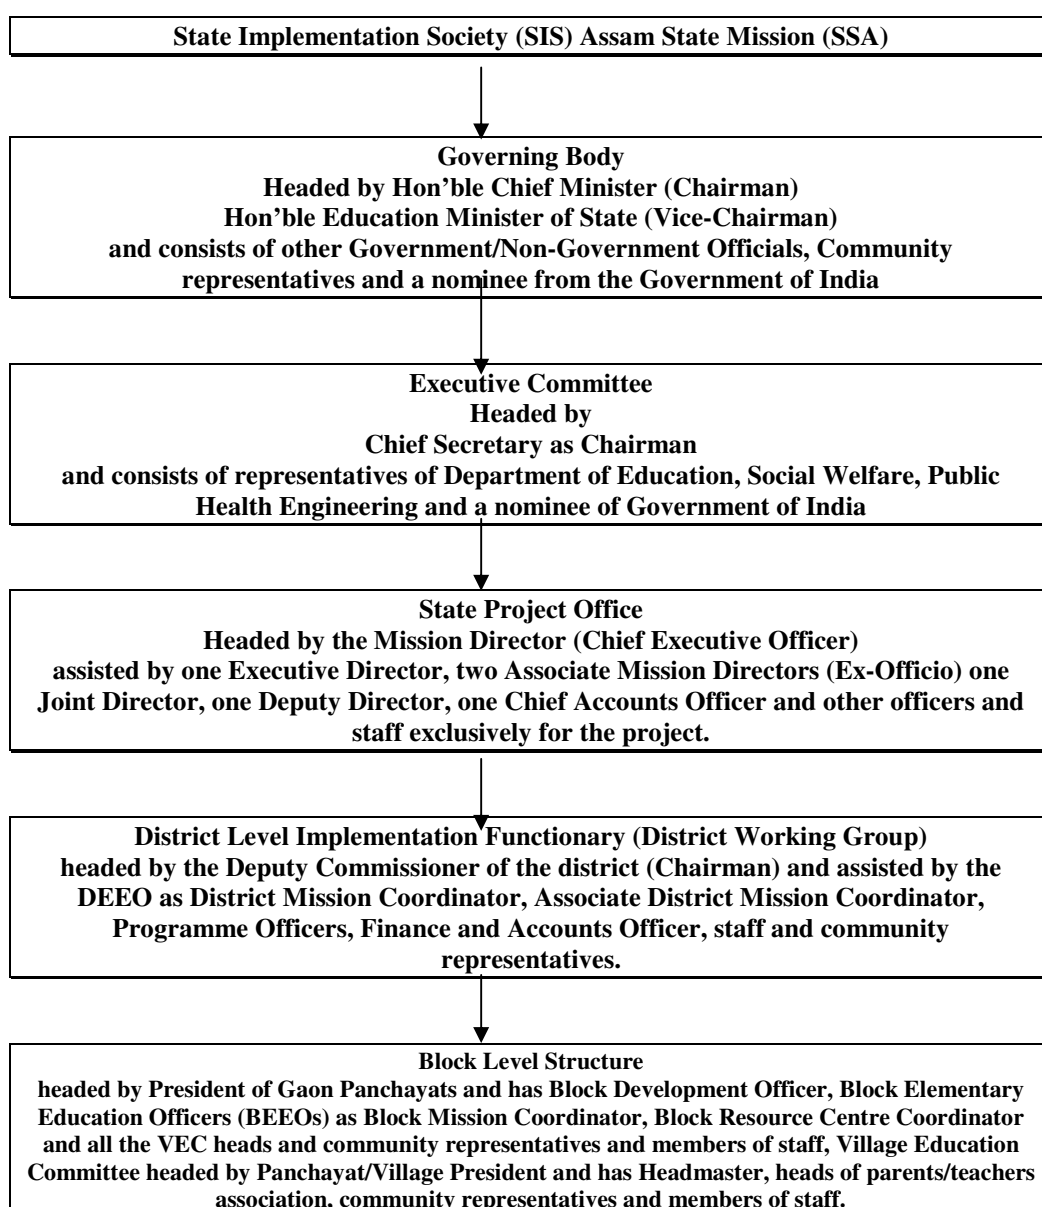 State Implementation Society (SIS) Assam State Mission (SSA)
Governing Body
Headed by Hon’ble Chief Minister (Chairman)
Hon’ble Education Minister of State (Vice-Chairman)
and consists of other Government/Non-Government Officials, Community
representatives and a nominee from the Government of India
Executive Committee
Headed by
Chief Secretary as Chairman
and consists of representatives of Department of Education, Social Welfare, Public
Health Engineering and a nominee of Government of India
State Project Office
Headed by the Mission Director (Chief Executive Officer)
assisted by one Executive Director, two Associate Mission Directors (Ex-Officio) one
Joint Director, one Deputy Director, one Chief Accounts Officer and other officers and
staff exclusively for the project.
District Level Implementation Functionary (District Working Group)
headed by the Deputy Commissioner of the district (Chairman) and assisted by the
DEEO as District Mission Coordinator, Associate District Mission Coordinator,
Programme Officers, Finance and Accounts Officer, staff and community
representatives.
Block Level Structure
headed by President of Gaon Panchayats and has Block Development Officer, Block Elementary
Education Officers (BEEOs) as Block Mission Coordinator, Block Resource Centre Coordinator
and all the VEC heads and community representatives and members of staff, Village Education
Committee headed by Panchayat/Village President and has Headmaster, heads of parents/teachers
association, community representatives and members of staff.